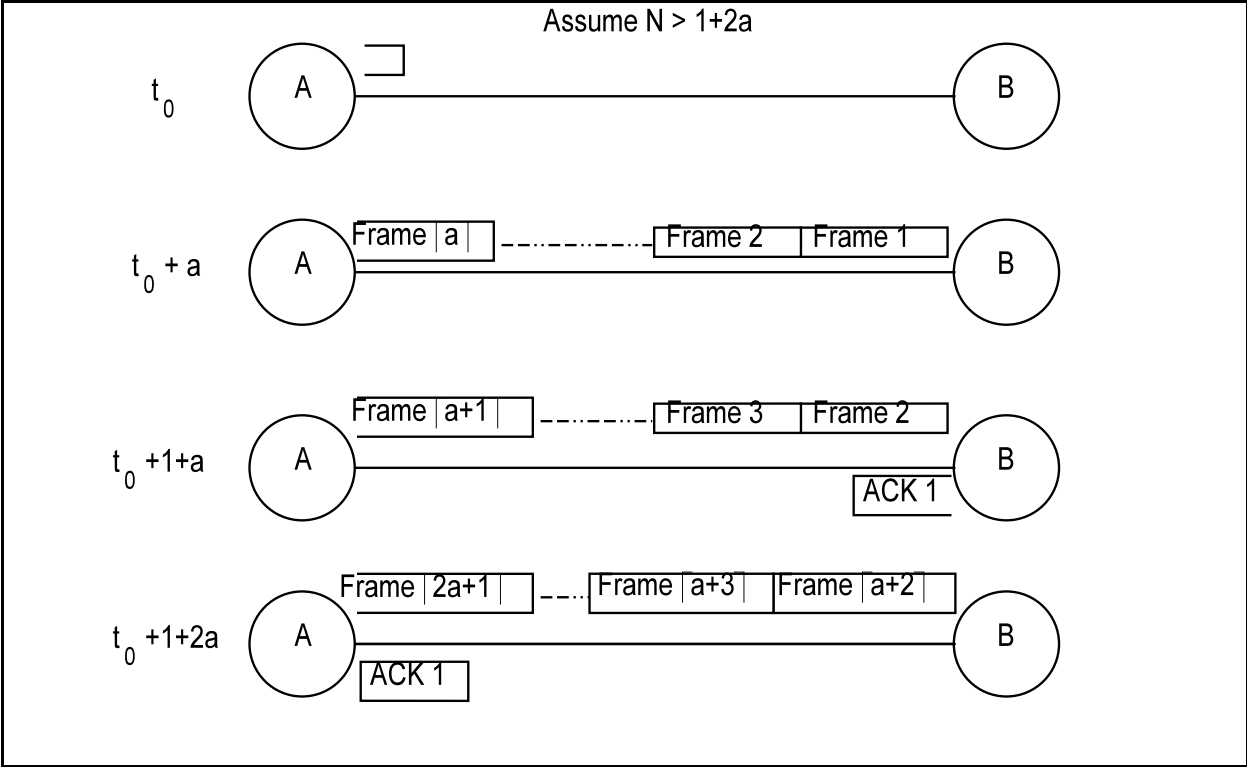 Assume N > 1+2a
t0 A B
t0 + a A Frame |a| Frame 2 Frame 1 B
t0 +1+a A Frame |a+1| Frame 3 Frame 2 B
ACK 1
t0 +1+2a A Frame |2a+1| Frame |a+3| Frame |a+2| B
ACK 1